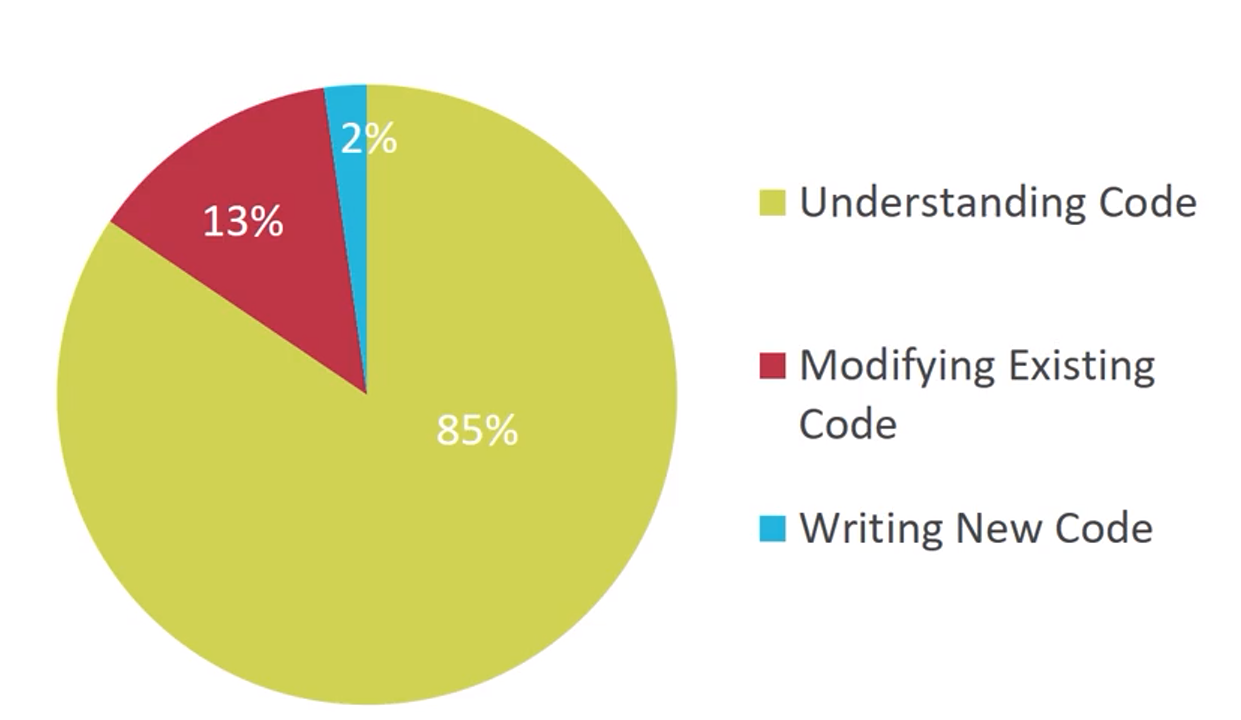 2%
13%
85%
Understanding Code
Modifying Existing
Code
Writing New Code